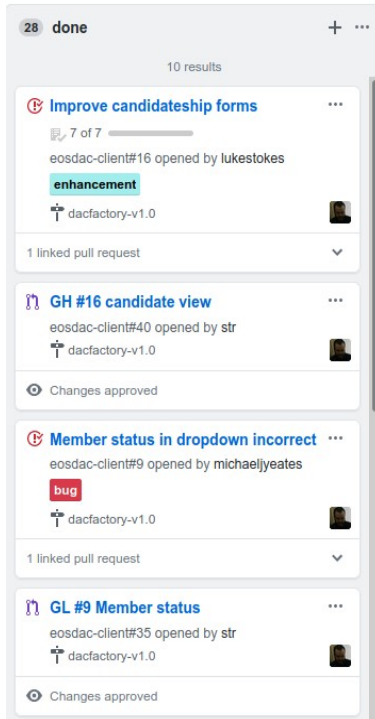 28 done
10 results
Improve candidateship forms
7 of 7
eosdac-client#16 opened by lukestokes
enhancement
dacfactory-v1.0
1 linked pull request
GH #16 candidate view
eosdac-client#40 opened by str
dacfactory-v1.0
Changes approved
Member status in dropdown incorrect
eosdac-client#9 opened by michaeljyeates
bug
dacfactory-v1.0
1 linked pull request
GL #9 Member status
eosdac-client#35 opened by str
dacfactory-v1.0
Changes approved